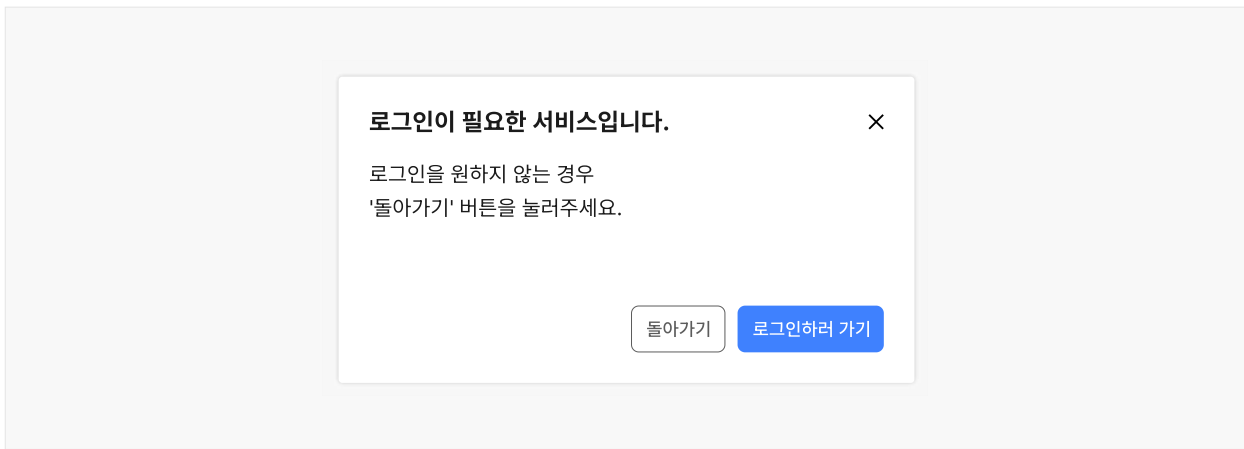 로그인이 필요한 서비스입니다.
로그인을 원하지 않는 경우
'돌아가기' 버튼을 눌러주세요.
돌아가기
로그인하러 가기